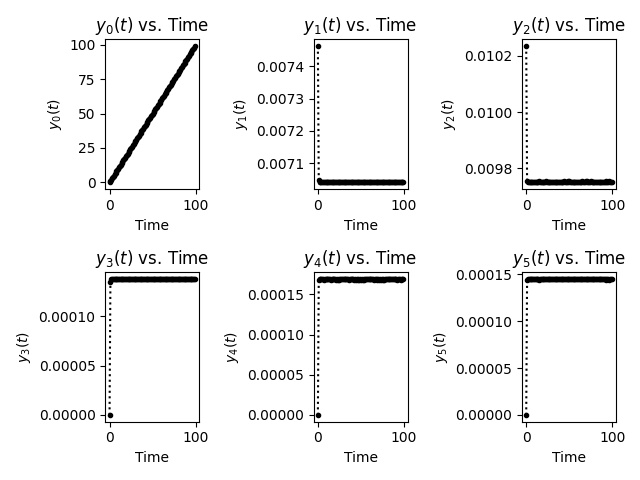 y₀(t) vs. Time
y₁(t) vs. Time
y₂(t) vs. Time
100
75
50
25
0
y₀(t)
0
100
Time
0.0074
0.0073
0.0072
0.0071
y₁(t)
0
100
Time
0.0102
0.0100
0.0098
y₂(t)
0
100
Time
y₃(t) vs. Time
y₄(t) vs. Time
y₅(t) vs. Time
0.00010
0.00005
0.00000
y₃(t)
0
100
Time
0.00015
0.00010
0.00005
0.00000
y₄(t)
0
100
Time
0.00015
0.00010
0.00005
0.00000
y₅(t)
0
100
Time